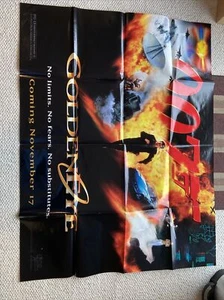 007
GOLDENEYE
No limits. No fears. No substitutes.
Coming November 17